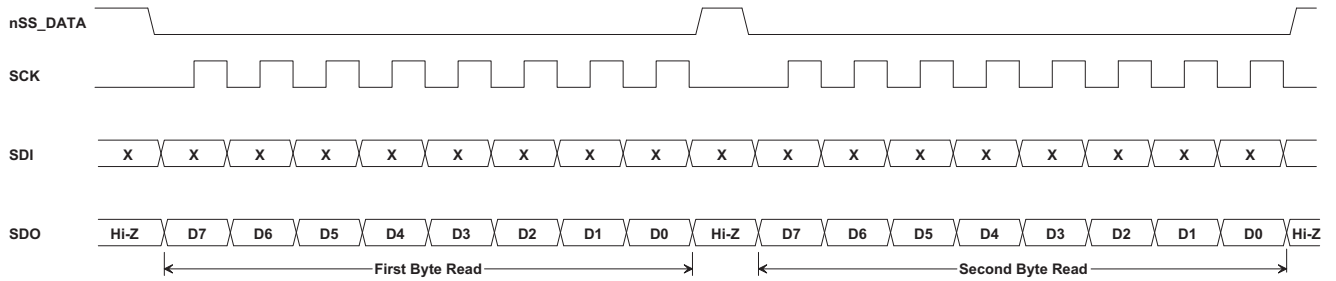 nSS_DATA
SCK
SDI X X X X X X X X X X X X X X X X X X
SDO Hi-Z D7 D6 D5 D4 D3 D2 D1 D0 Hi-Z D7 D6 D5 D4 D3 D2 D1 D0 Hi-Z
First Byte Read Second Byte Read